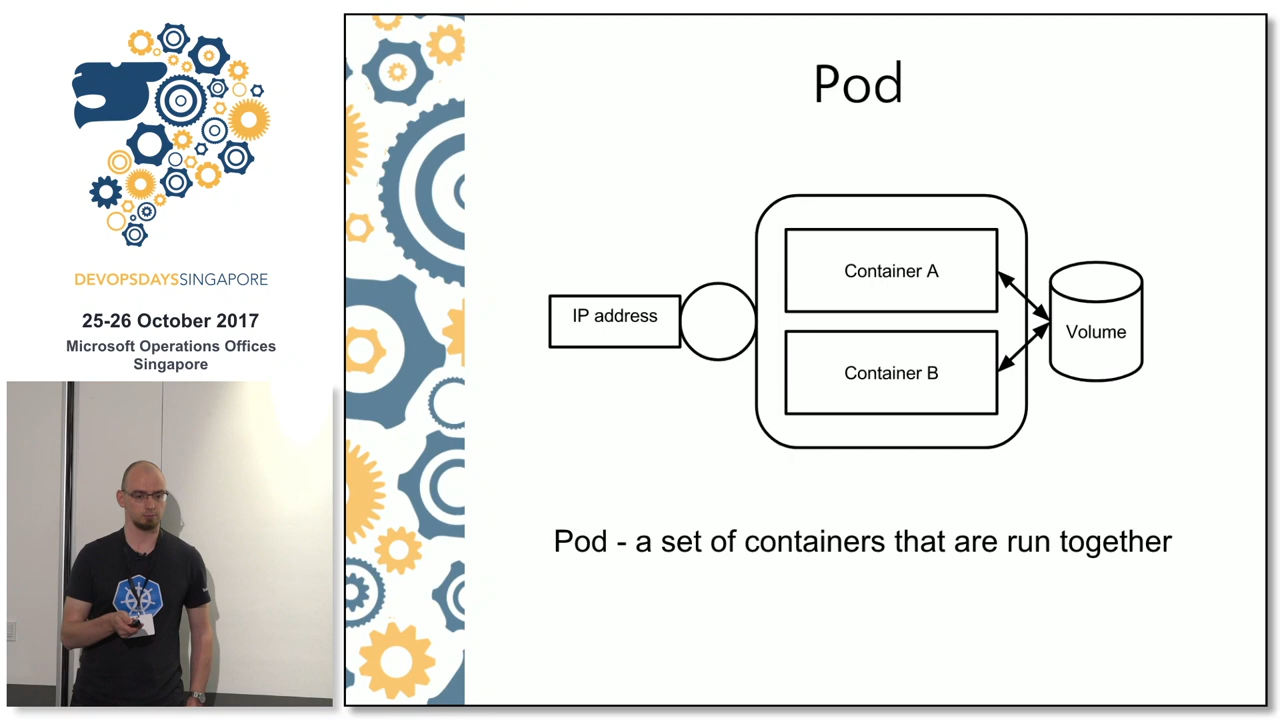 DEVOPSDAYSSINGAPORE
25-26 October 2017
Microsoft Operations Offices
Singapore
Pod
Container A
IP address
Volume
Container B
Pod - a set of containers that are run together